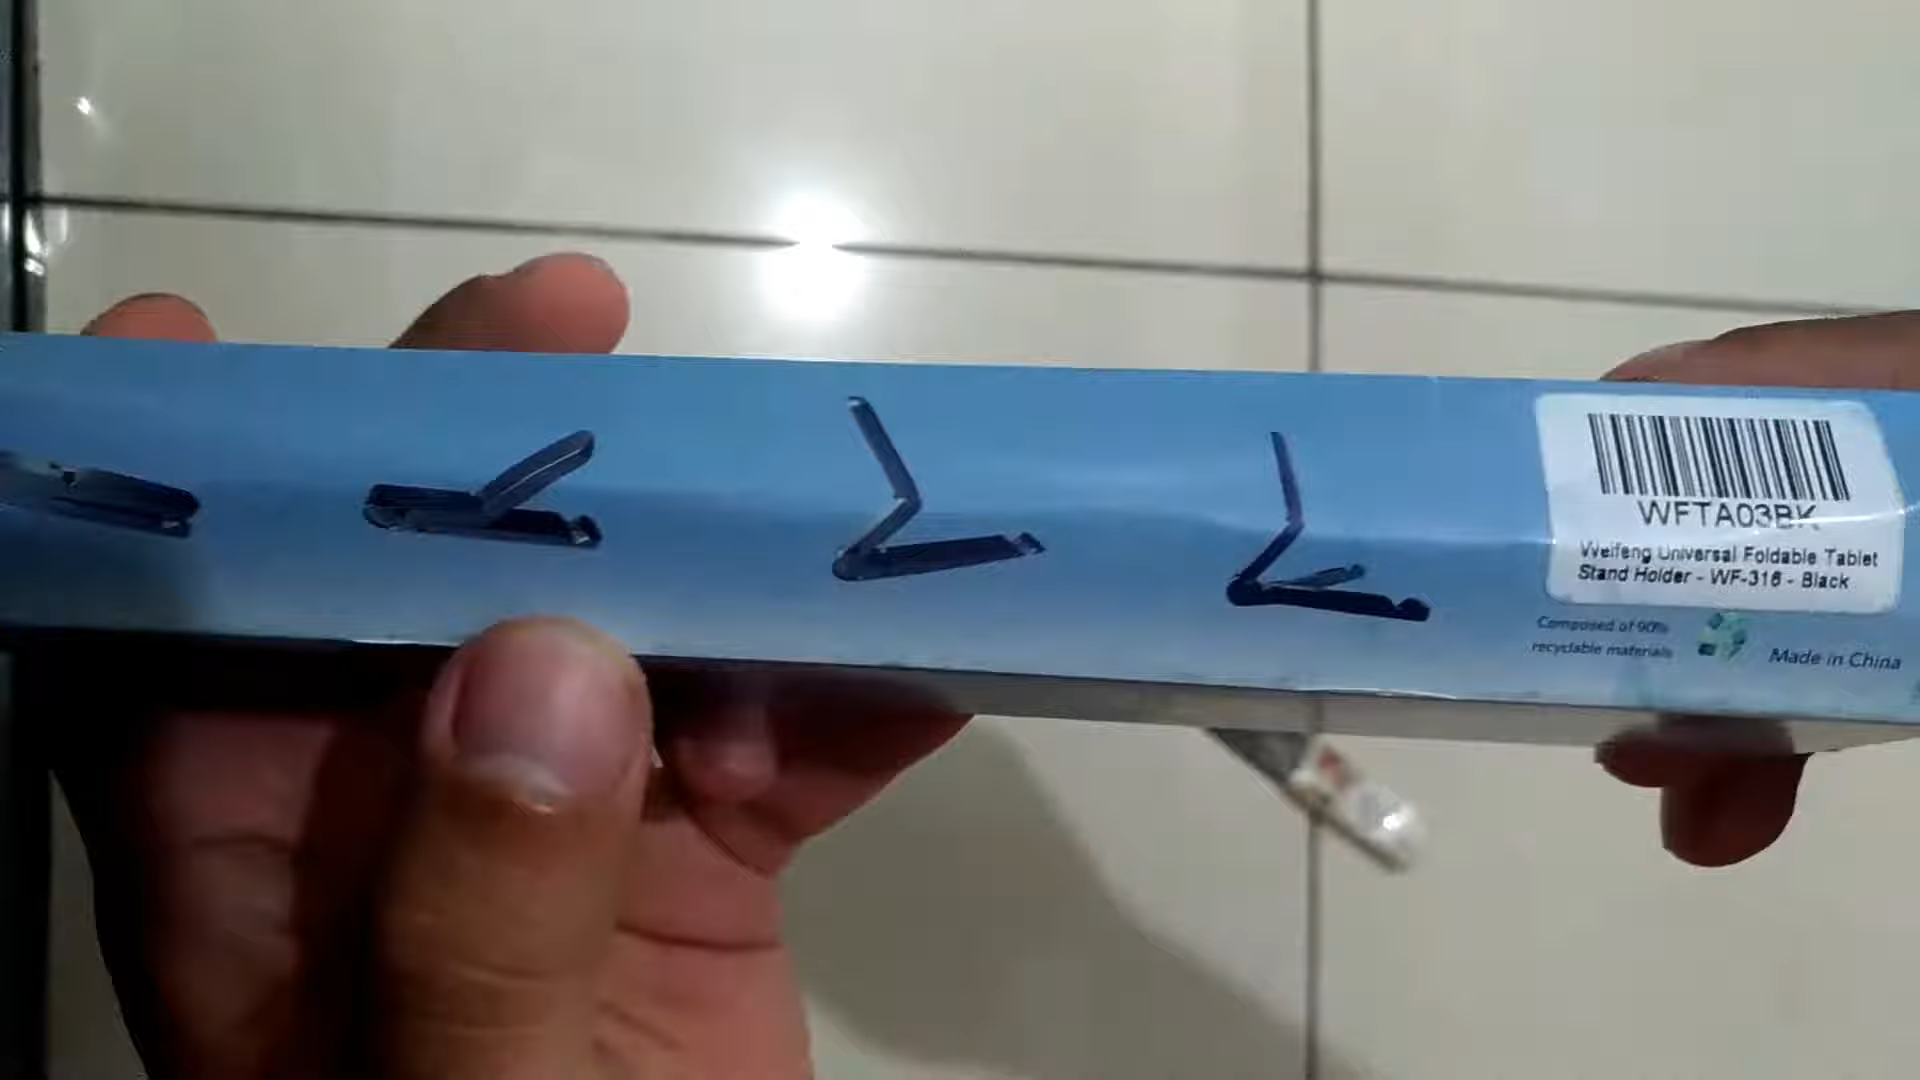 WFTA03BK
Weifeng Universal Foldable Tablet
Stand Holder - WF-316 - Black
Composed of 90%
recyclable materials
Made in China